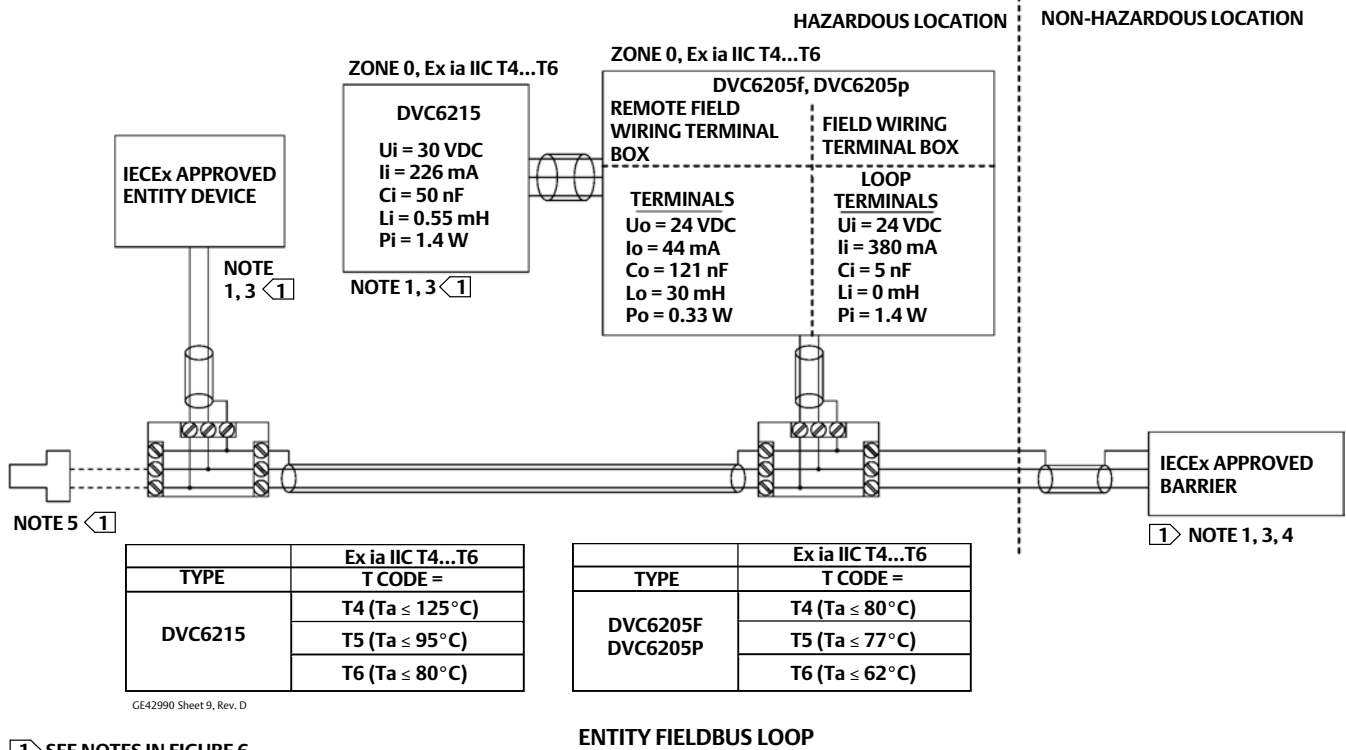 HAZARDOUS LOCATION
NON-HAZARDOUS LOCATION
ZONE 0, Ex ia IIC T4...T6
ZONE 0, Ex ia IIC T4...T6
IECEx APPROVED
ENTITY DEVICE
NOTE
1, 3 1
DVC6215
Ui = 30 VDC
Ii = 226 mA
Ci = 50 nF
Li = 0.55 mH
Pi = 1.4 W
NOTE 1, 3 1
DVC6205f, DVC6205p
REMOTE FIELD
WIRING TERMINAL
BOX
FIELD WIRING
TERMINAL BOX
TERMINALS
Uo = 24 VDC
Io = 44 mA
Co = 121 nF
Lo = 30 mH
Po = 0.33 W
LOOP
TERMINALS
Ui = 24 VDC
Ii = 380 mA
Ci = 5 nF
Li = 0 mH
Pi = 1.4 W
IECEx APPROVED
BARRIER
1 NOTE 1, 3, 4
NOTE 5 1
Ex ia IIC T4...T6
TYPE T CODE =
DVC6215
T4 (Ta ≤ 125°C)
T5 (Ta ≤ 95°C)
T6 (Ta ≤ 80°C)
Ex ia IIC T4...T6
TYPE T CODE =
DVC6205F
DVC6205P
T4 (Ta ≤ 80°C)
T5 (Ta ≤ 77°C)
T6 (Ta ≤ 62°C)
GE42990 Sheet 9, Rev. D
ENTITY FIELDBUS LOOP
1 SEE NOTES IN FIGURE 6